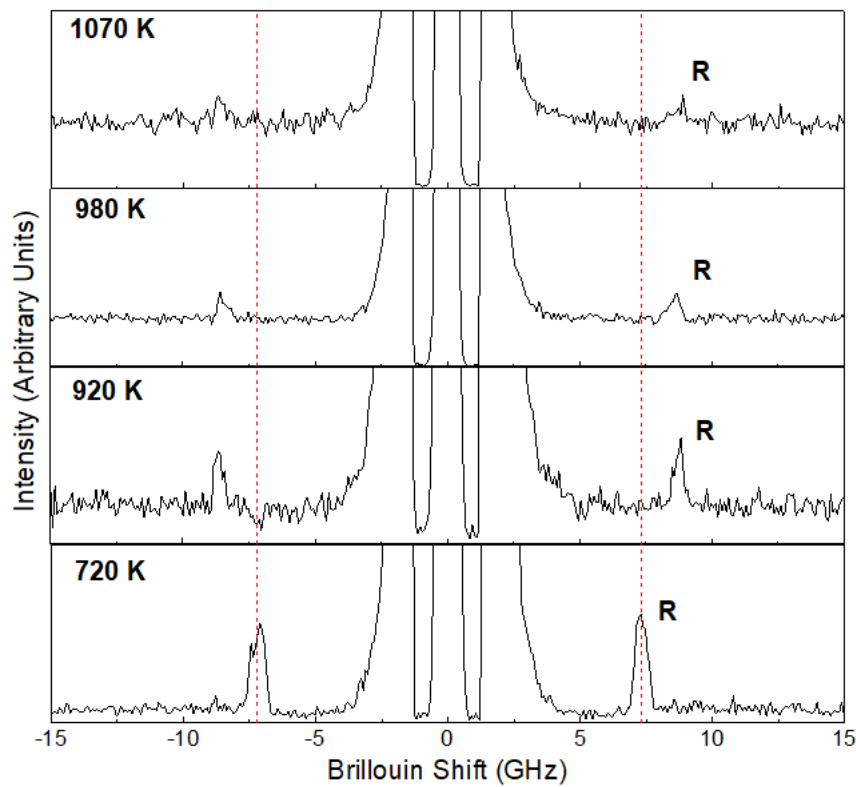 1070 K
R
980 K
R
920 K
R
720 K
R
-15 -10 -5 0 5 10 15
Brillouin Shift (GHz)
Intensity (Arbitrary Units)